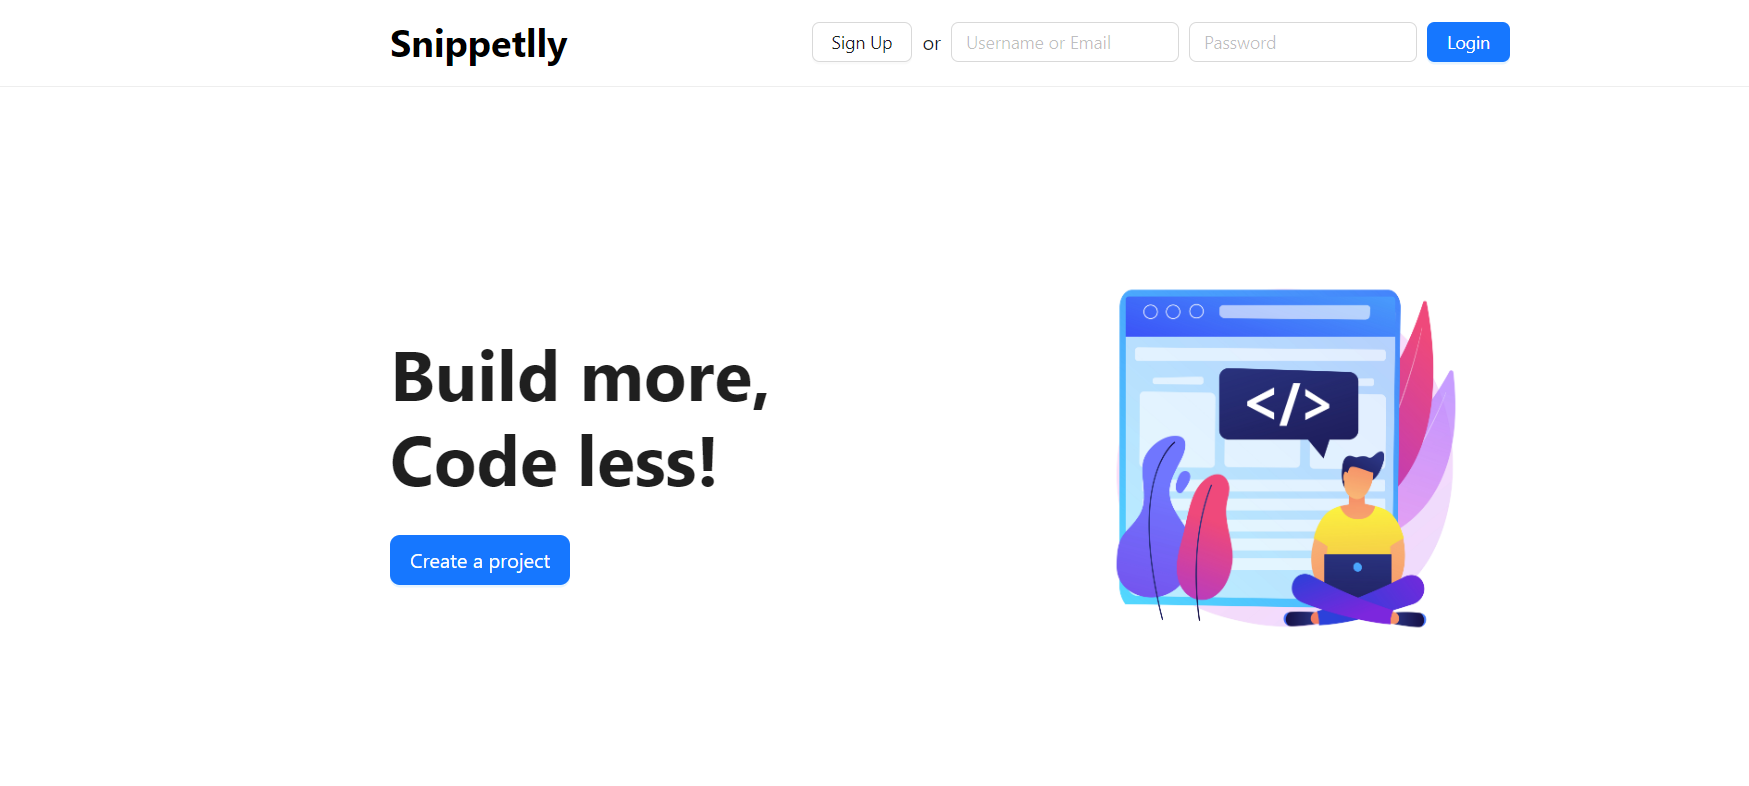 Snippetlly
Sign Up or Username or Email Password Login
Build more,
Code less!
Create a project
</>